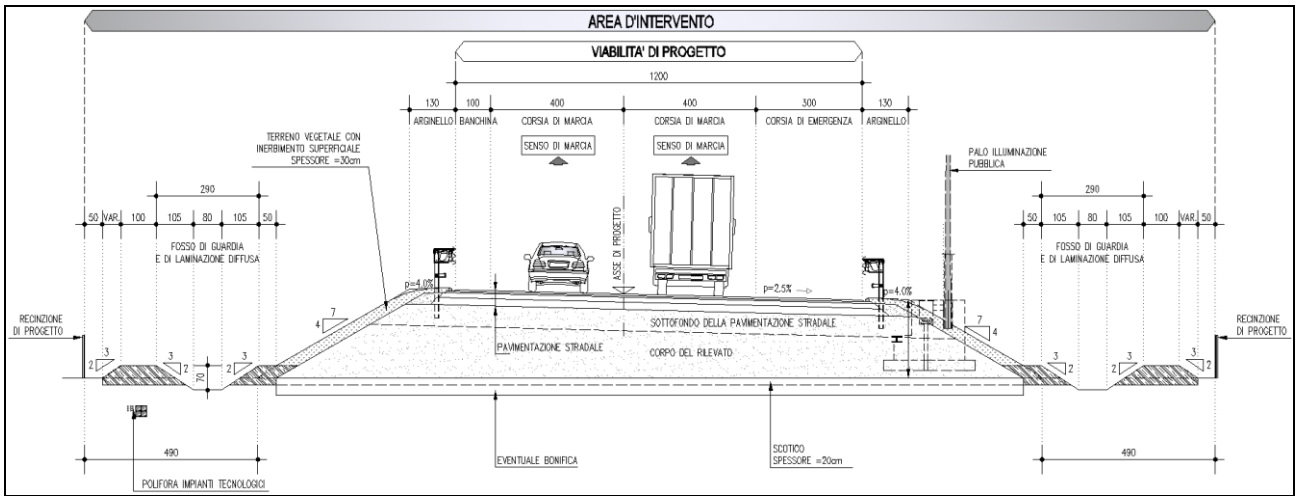 AREA D'INTERVENTO
VIABILITA' DI PROGETTO
1200
130 100 400 400 300 130
ARGINELLO BANCHINA CORSIA DI MARCIA CORSIA DI MARCIA CORSIA DI EMERGENZA ARGINELLO
SENSO DI MARCIA SENSO DI MARCIA
TERRENO VEGETALE CON
INERBIMENTO SUPERFICIALE
SPESSORE =30cm
PALO ILLUMINAZIONE
PUBBLICA
290 290
50 VAR. 100 105 80 105 50 50 105 80 105 100 VAR. 50
FOSSO DI GUARDIA
E DI LAMINAZIONE DIFFUSA
FOSSO DI GUARDIA
E DI LAMINAZIONE DIFFUSA
ASSE DI PROGETTO
p=4.0% p=2.5% p=4.0%
7 4 7 4
SOTTOFONDO DELLA PAVIMENTAZIONE STRADALE
PAVIMENTAZIONE STRADALE
CORPO DEL RILEVATO
RECINZIONE
DI PROGETTO
RECINZIONE
DI PROGETTO
3 2 3 2 70 3 2 3 2 3 2 3 2
490 490
EVENTUALE BONIFICA
SCOTICO
SPESSORE =20cm
POLIFORA IMPIANTI TECNOLOGICI